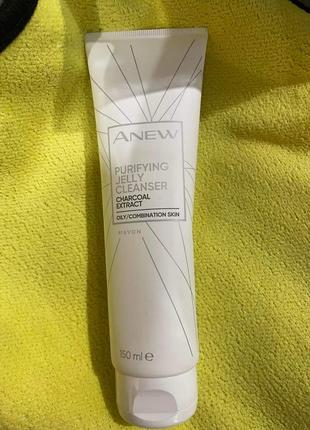 ANEW
PURIFYING
JELLY
CLEANSER
CHARCOAL
EXTRACT
OILY/COMBINATION SKIN
AVON
150 ml e